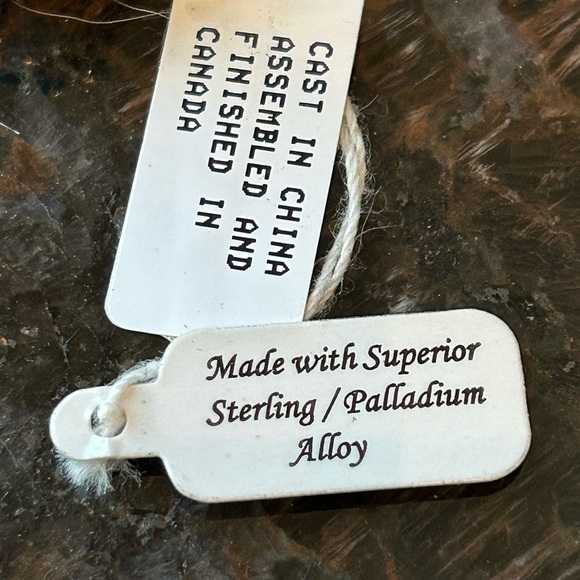 CAST IN CHINA
ASSEMBLED AND
FINISHED IN
CANADA
Made with Superior
Sterling / Palladium
Alloy